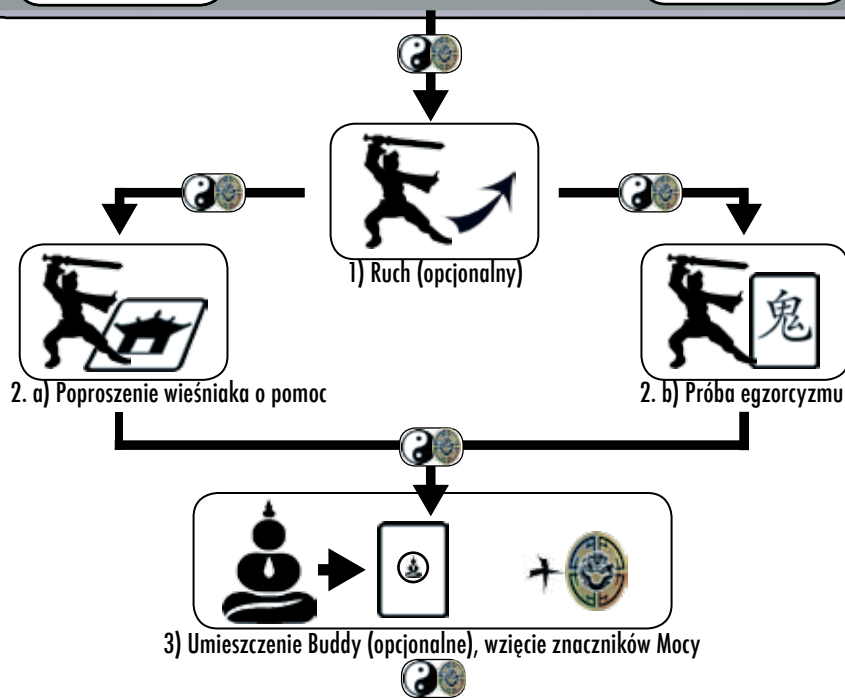 1) Ruch (opcjonalny)
2. a) Poproszenie wieśniaka o pomoc
鬼
2. b) Próba egzorcyzmu
3) Umieszczenie Buddy (opcjonalne), wzięcie znaczników Mocy